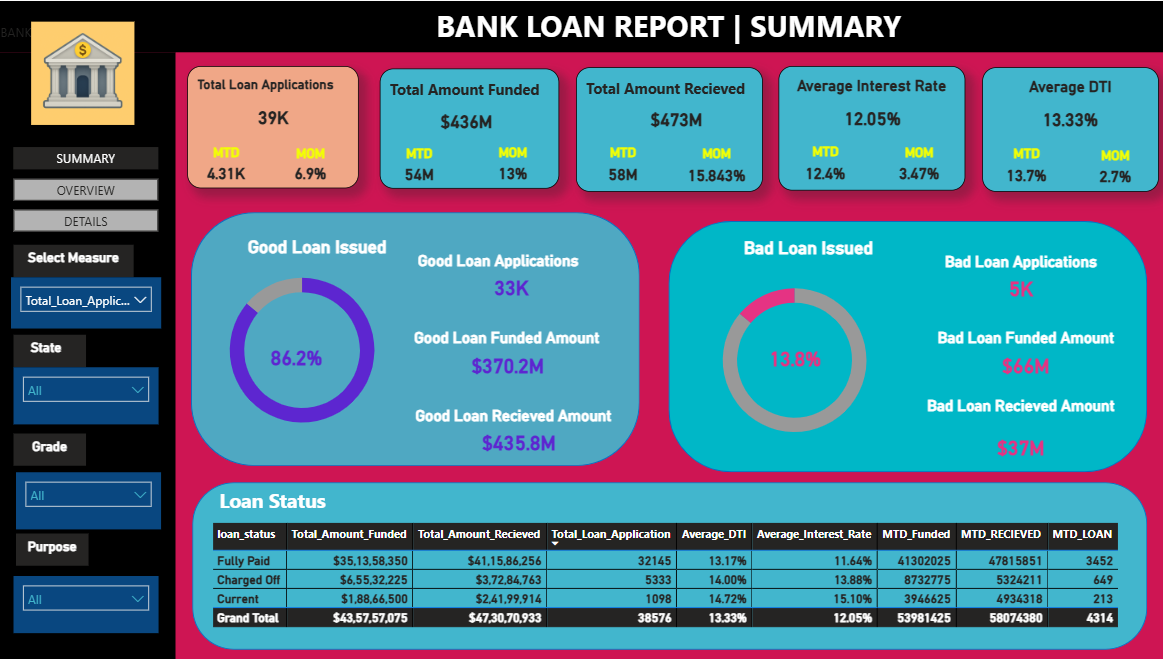 BANK LOAN REPORT | SUMMARY
BANK
$
SUMMARY
OVERVIEW
DETAILS
Select Measure
Total_Loan_Applic...
State
All
Grade
All
Purpose
All
Total Loan Applications
39K
MTD MOM
4.31K 6.9%
Total Amount Funded
$436M
MTD MOM
54M 13%
Total Amount Recieved
$473M
MTD MOM
58M 15.843%
Average Interest Rate
12.05%
MTD MOM
12.4% 3.47%
Average DTI
13.33%
MTD MOM
13.7% 2.7%
Good Loan Issued
86.2%
Good Loan Applications
33K
Good Loan Funded Amount
$370.2M
Good Loan Recieved Amount
$435.8M
Bad Loan Issued
13.8%
Bad Loan Applications
5K
Bad Loan Funded Amount
$66M
Bad Loan Recieved Amount
$37M
Loan Status
loan_status Total_Amount_Funded Total_Amount_Recieved Total_Loan_Application Average_DTI Average_Interest_Rate MTD_Funded MTD_RECIEVED MTD_LOAN
Fully Paid $35,13,58,350 $41,15,86,256 32145 13.17% 11.64% 41302025 47815851 3452
Charged Off $6,55,32,225 $3,72,84,763 5333 14.00% 13.88% 8732775 5324211 649
Current $1,88,66,500 $2,41,99,914 1098 14.72% 15.10% 3946625 4934318 213
Grand Total $43,57,57,075 $47,30,70,933 38576 13.33% 12.05% 53981425 58074380 4314